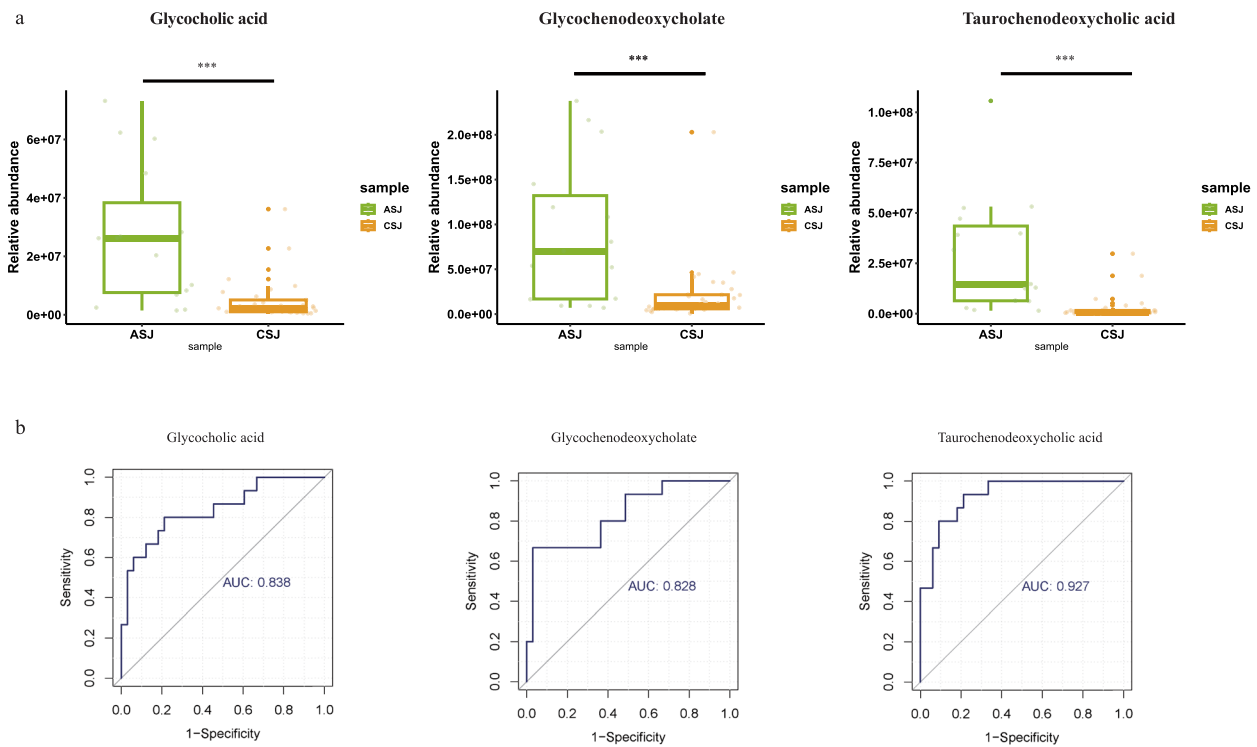 a
Glycocholic acid
Glycochenodeoxycholate
Taurochenodeoxycholic acid
***
Relative abundance
6e+07
4e+07
2e+07
0e+00
ASJ
CSJ
sample
sample
ASJ
CSJ
***
Relative abundance
2.0e+08
1.5e+08
1.0e+08
5.0e+07
0.0e+00
ASJ
CSJ
sample
sample
ASJ
CSJ
***
Relative abundance
1.0e+08
7.5e+07
5.0e+07
2.5e+07
0.0e+00
ASJ
CSJ
sample
sample
ASJ
CSJ
b
Glycocholic acid
Sensitivity
1.0
0.8
0.6
0.4
0.2
0.0
AUC: 0.838
0.0 0.2 0.4 0.6 0.8 1.0
1−Specificity
Glycochenodeoxycholate
Sensitivity
1.0
0.8
0.6
0.4
0.2
0.0
AUC: 0.828
0.0 0.2 0.4 0.6 0.8 1.0
1−Specificity
Taurochenodeoxycholic acid
Sensitivity
1.0
0.8
0.6
0.4
0.2
0.0
AUC: 0.927
0.0 0.2 0.4 0.6 0.8 1.0
1−Specificity